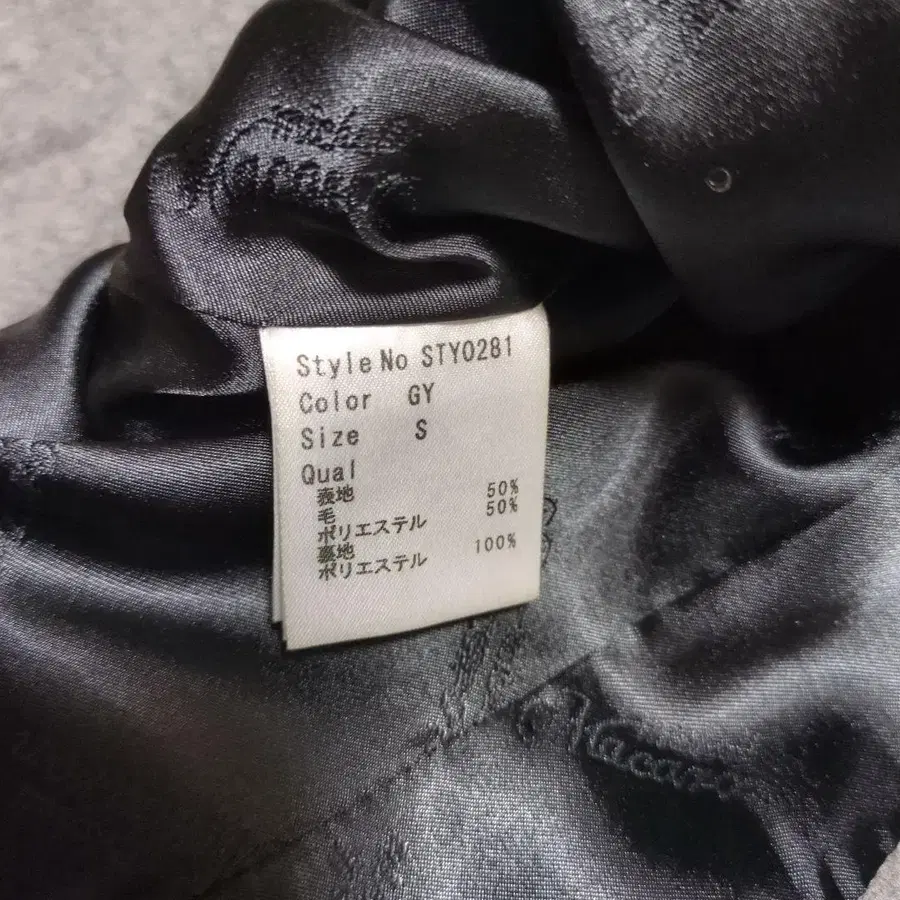 Style No STY0281
Color GY
Size S
Qual
表地
毛 50%
ポリエステル 50%
裏地
ポリエステル 100%